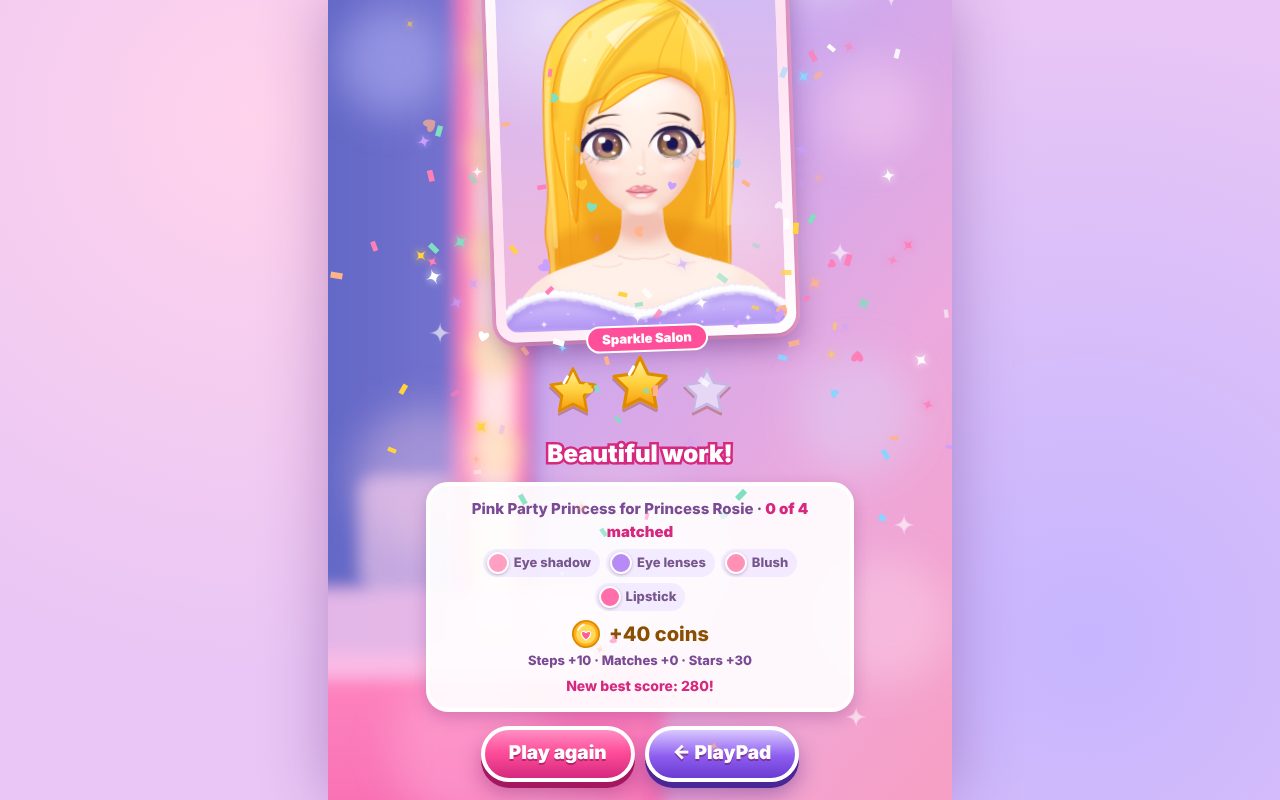 Sparkle Salon
Beautiful work!
Pink Party Princess for Princess Rosie · 0 of 4
matched
Eye shadow
Eye lenses
Blush
Lipstick
+40 coins
Steps +10 · Matches +0 · Stars +30
New best score: 280!
Play again
← PlayPad